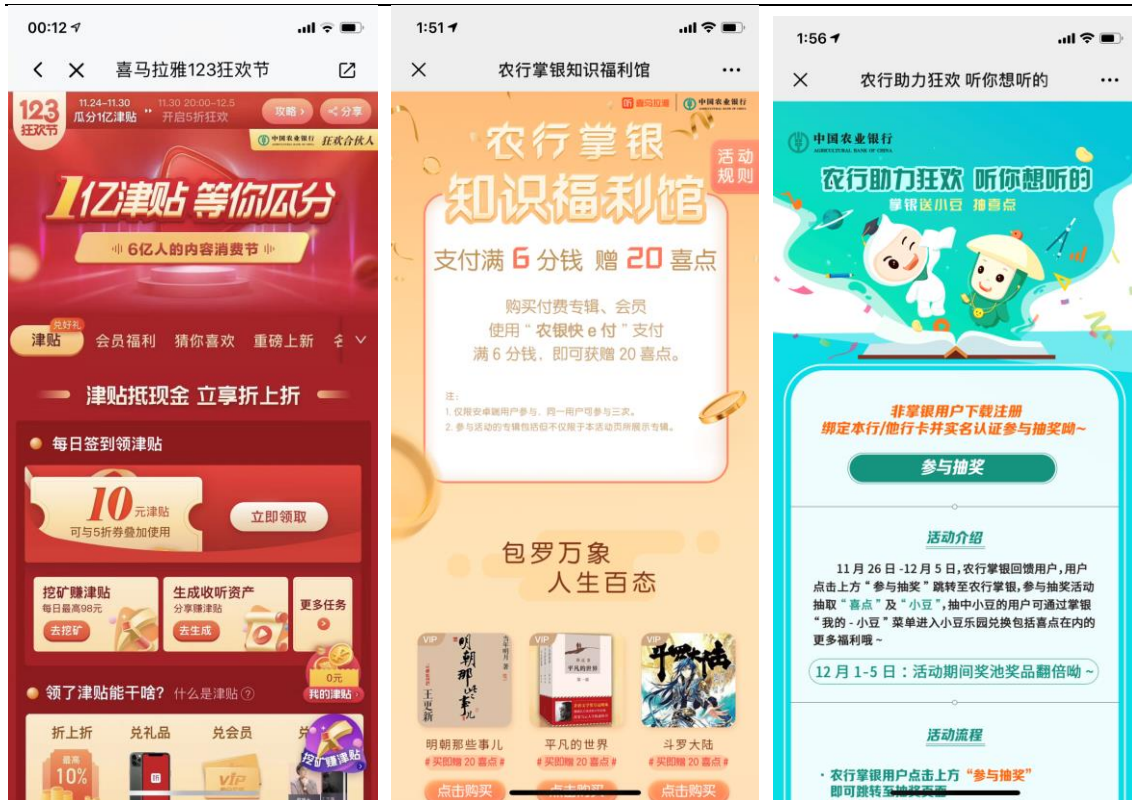 00:12
喜马拉雅123狂欢节
123
狂欢节
11.24-11.30
瓜分1亿津贴
11.30 20:00-12.5
开启5折狂欢
攻略
分享
中国农业银行
狂欢合伙人
1亿津贴 等你瓜分
6亿人的内容消费节
兑好礼
津贴
会员福利
猜你喜欢
重磅上新
津贴抵现金 立享折上折
每日签到领津贴
10元津贴
可与5折券叠加使用
立即领取
挖矿赚津贴
每日最高98元
去挖矿
生成收听资产
分享赚津贴
去生成
更多任务
0元
我的津贴
领了津贴能干啥? 什么是津贴?
折上折
兑礼品
兑会员
最高
10%
听
VIP
挖矿赚津贴
1:51
农行掌银知识福利馆
听 喜马拉雅
中国农业银行
农行掌银
知识福利馆
活动
规则
支付满 6 分钱 赠 20 喜点
购买付费专辑、会员
使用“农银快e付”支付
满6分钱,即可获赠20喜点。
注:
1.仅限安卓端用户参与,同一用户可参与三次。
2.参与活动的专辑包括但不仅限于本活动页所展示专辑。
包罗万象
人生百态
VIP
明朝那些事儿
当年明月 著
王更新
VIP
平凡的世界
VIP
斗罗大陆
明朝那些事儿
平凡的世界
斗罗大陆
#买即赠 20 喜点#
#买即赠 20 喜点#
#买即赠 20 喜点#
点击购买
点击购买
点击购买
1:56
农行助力狂欢 听你想听的
中国农业银行
AGRICULTURAL BANK OF CHINA
农行助力狂欢 听你想听的
掌银送小豆 抽喜点
非掌银用户下载注册
绑定本行/他行卡并实名认证参与抽奖呦~
参与抽奖
活动介绍
11月26日-12月5日,农行掌银回馈用户,用户
点击上方“参与抽奖”跳转至农行掌银,参与抽奖活动
抽取“喜点”及“小豆”,抽中小豆的用户可通过掌银
“我的-小豆”菜单进入小豆乐园兑换包括喜点在内的
更多福利哦~
12月1-5日:活动期间奖池奖品翻倍呦~
活动流程
·农行掌银用户点击上方“参与抽奖”
即可跳转至抽奖页面